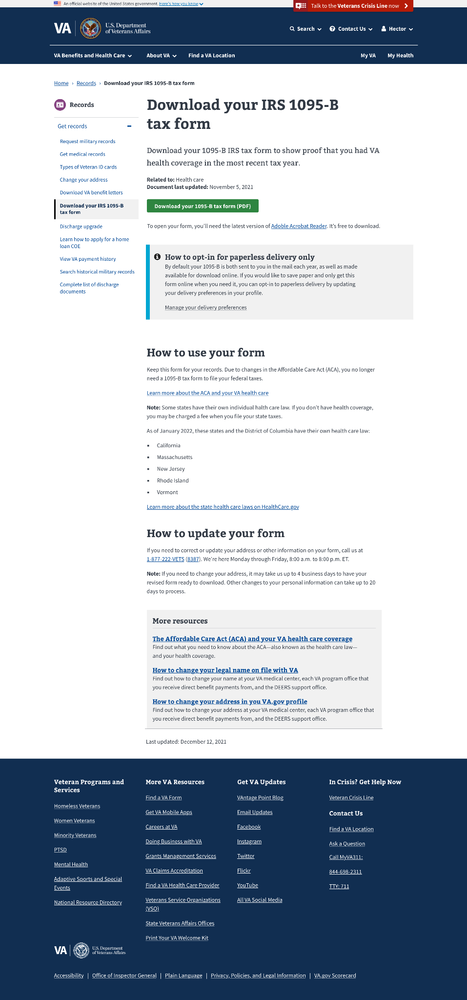 An official website of the United States government. Here's how you know
Talk to the Veterans Crisis Line now
VA
U.S. Department
of Veterans Affairs
Search
Contact Us
Hector
VA Benefits and Health Care
About VA
Find a VA Location
My VA
My Health
Home › Records › Download your IRS 1095-B tax form
Records
Get records
Request military records
Get medical records
Types of Veteran ID cards
Change your address
Download VA benefit letters
Download your IRS 1095-B
tax form
Discharge upgrade
Learn how to apply for a home
loan COE
View VA payment history
Search historical military records
Complete list of discharge
documents
Download your IRS 1095-B
tax form
Download your 1095-B IRS tax form to show proof that you had VA
health coverage in the most recent tax year.
Related to: Health care
Document last updated: November 5, 2021
Download your 1095-B tax form (PDF)
To open your form, you'll need the latest version of Adoble Acrobat Reader. It's free to download.
How to opt-in for paperless delivery only
By default your 1095-B is both sent to you in the mail each year, as well as made
available for download online. If you would like to save paper and only get this
form online when you need it, you can opt-in to paperless delivery by updating
your delivery preferences in your profile.
Manage your delivery preferences
How to use your form
Keep this form for your records. Due to changes in the Affordable Care Act (ACA), you no longer
need a 1095-B tax form to file your federal taxes.
Learn more about the ACA and your VA health care
Note: Some states have their own individual halth care law. If you don't have health coverage,
you may be charged a fee when you file your state taxes.
As of January 2022, these states and the District of Columbia have their own health care law:
▪ California
▪ Massachusetts
▪ New Jersey
▪ Rhode Island
▪ Vermont
Learn more about the state health care laws on HealthCare.gov
How to update your form
If you need to correct or update your address or other information on your form, call us at
1-877-222-VETS (8387). We're here Monday through Friday, 8:00 a.m. to 8:00 p.m. ET.
Note: If you need to change your address, it may take us up to 4 business days to have your
revised form ready to download. Other changes to your personal information can take up to 20
days to process.
More resources
The Affordable Care Act (ACA) and your VA health care coverage
Find out what you need to know about the ACA—also known as the health care law—
and your health coverage.
How to change your legal name on file with VA
Find out how to change your name at your VA medical center, each VA program office that
you receive direct benefit payments from, and the DEERS support office.
How to change your address in you VA.gov profile
Find out how to change your address at your VA medical center, each VA program office that
you receive direct benefit payments from, and the DEERS support office.
Last updated: December 12, 2021
Veteran Programs and
Services
Homeless Veterans
Women Veterans
Minority Veterans
PTSD
Mental Health
Adaptive Sports and Special
Events
National Resource Directory
More VA Resources
Find a VA Form
Get VA Mobile Apps
Careers at VA
Doing Business with VA
Grants Management Services
VA Claims Accreditation
Find a VA Health Care Provider
Veterans Service Organizations
(VSO)
State Veterans Affairs Offices
Print Your VA Welcome Kit
Get VA Updates
VAntage Point Blog
Email Updates
Facebook
Instagram
Twitter
Flickr
YouTube
All VA Social Media
In Crisis? Get Help Now
Veteran Crisis Line
Contact Us
Find a VA Location
Ask a Question
Call MyVA311:
844-698-2311
TTY: 711
VA
U.S. Department
of Veterans Affairs
Accessibility | Office of Inspector General | Plain Language | Privacy, Policies, and Legal Information | VA.gov Scorecard